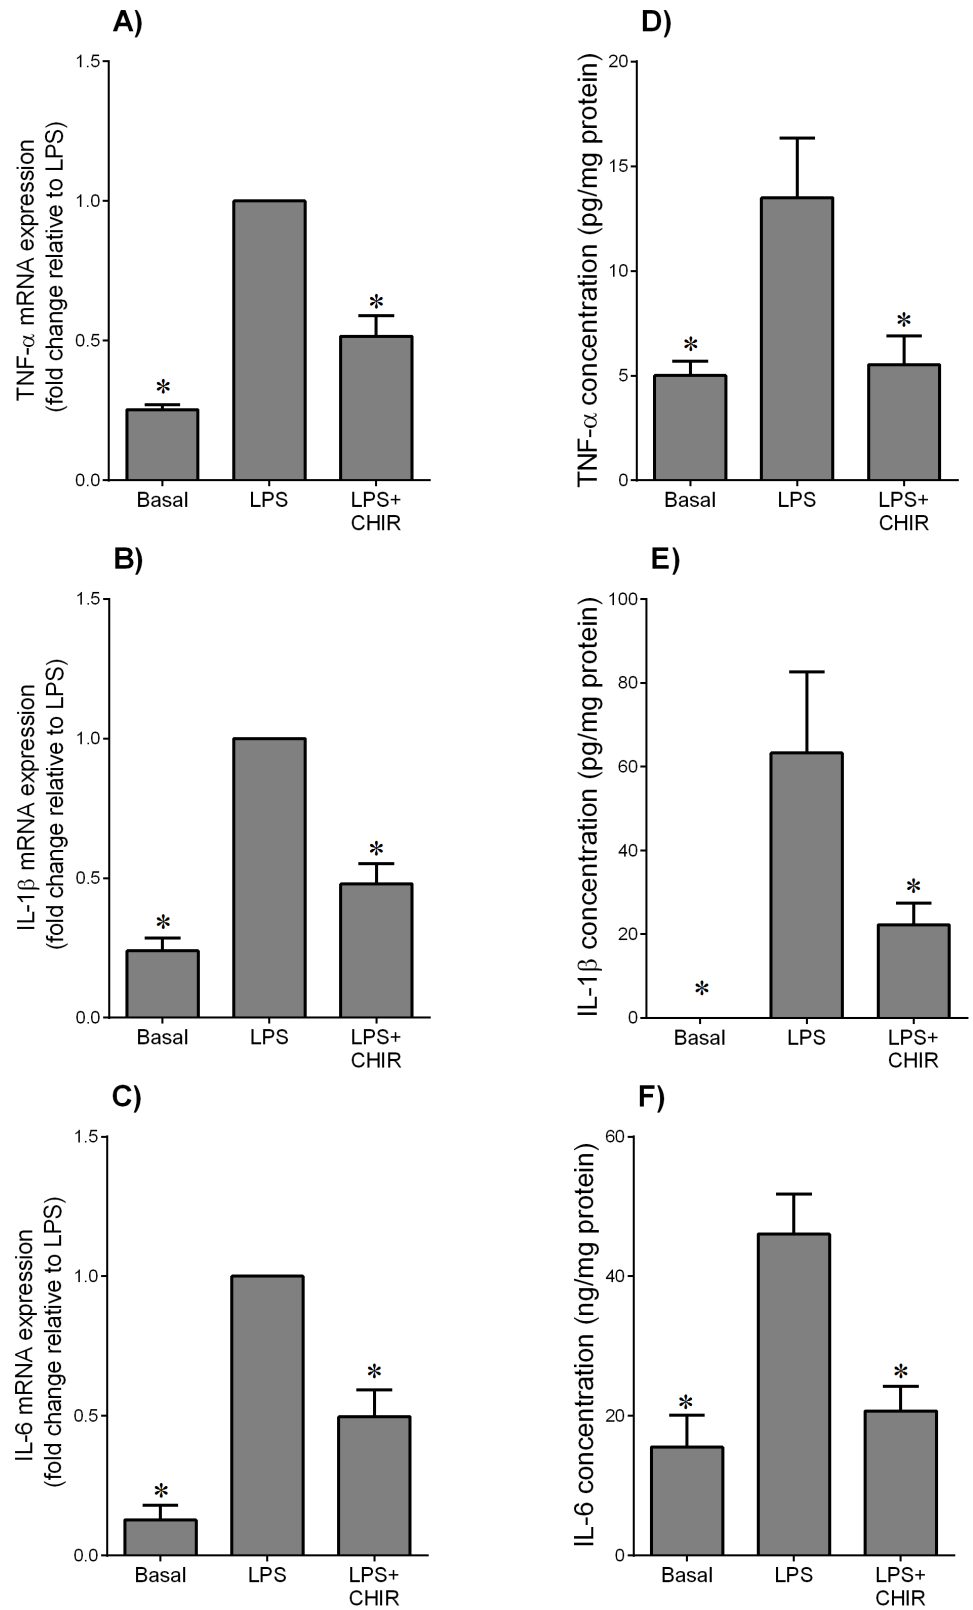 A)
TNF-α mRNA expression
(fold change relative to LPS)
1.5
1.0
0.5
0.0
*
*
Basal
LPS
LPS+
CHIR
D)
TNF-α concentration (pg/mg protein)
20
15
10
5
0
*
*
Basal
LPS
LPS+
CHIR
B)
IL-1β mRNA expression
(fold change relative to LPS)
1.5
1.0
0.5
0.0
*
*
Basal
LPS
LPS+
CHIR
E)
IL-1β concentration (pg/mg protein)
100
80
60
40
20
0
*
*
Basal
LPS
LPS+
CHIR
C)
IL-6 mRNA expression
(fold change relative to LPS)
1.5
1.0
0.5
0.0
*
*
Basal
LPS
LPS+
CHIR
F)
IL-6 concentration (ng/mg protein)
60
40
20
0
*
*
Basal
LPS
LPS+
CHIR